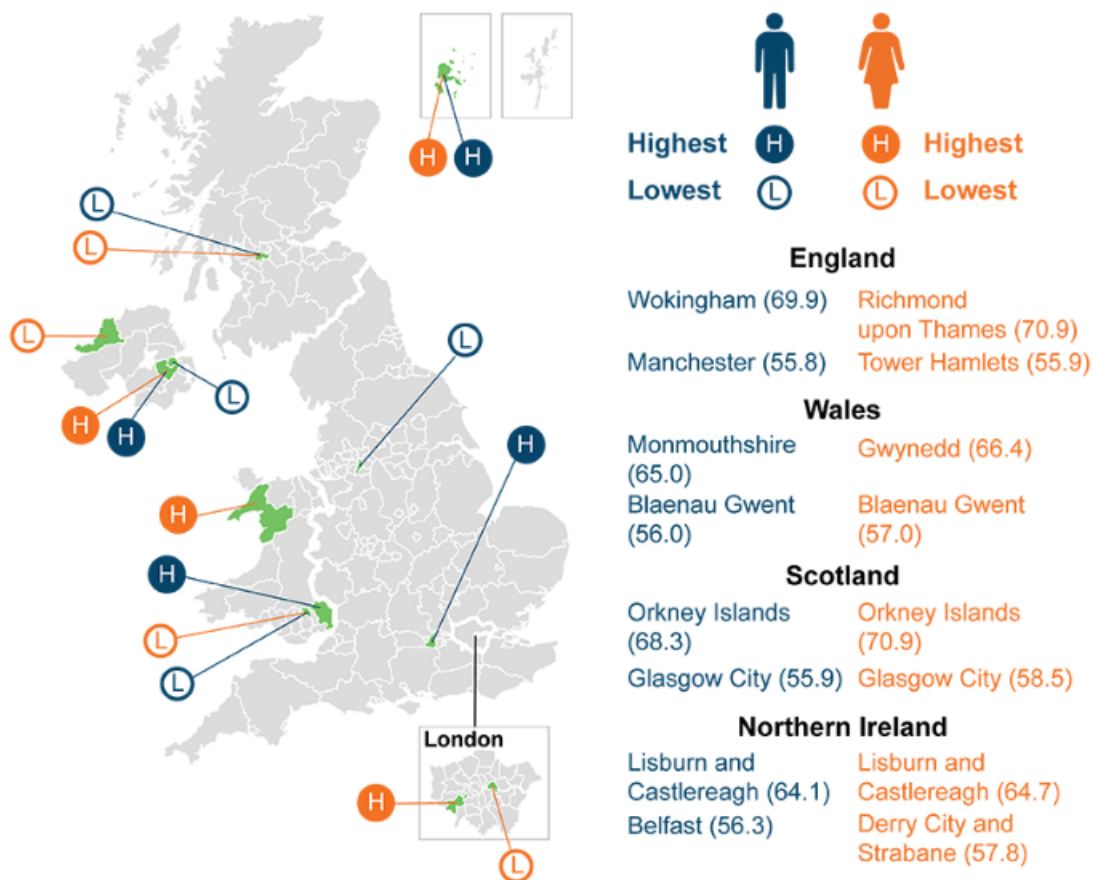 H
H
L
L
L
L
H
H
L
H
H
H
L
L
London
H
L
Highest H H Highest
Lowest L L Lowest
England
Wokingham (69.9) Richmond
upon Thames (70.9)
Manchester (55.8) Tower Hamlets (55.9)
Wales
Monmouthshire Gwynedd (66.4)
(65.0)
Blaenau Gwent Blaenau Gwent
(56.0) (57.0)
Scotland
Orkney Islands Orkney Islands
(68.3) (70.9)
Glasgow City (55.9) Glasgow City (58.5)
Northern Ireland
Lisburn and Lisburn and
Castlereagh (64.1) Castlereagh (64.7)
Belfast (56.3) Derry City and
Strabane (57.8)